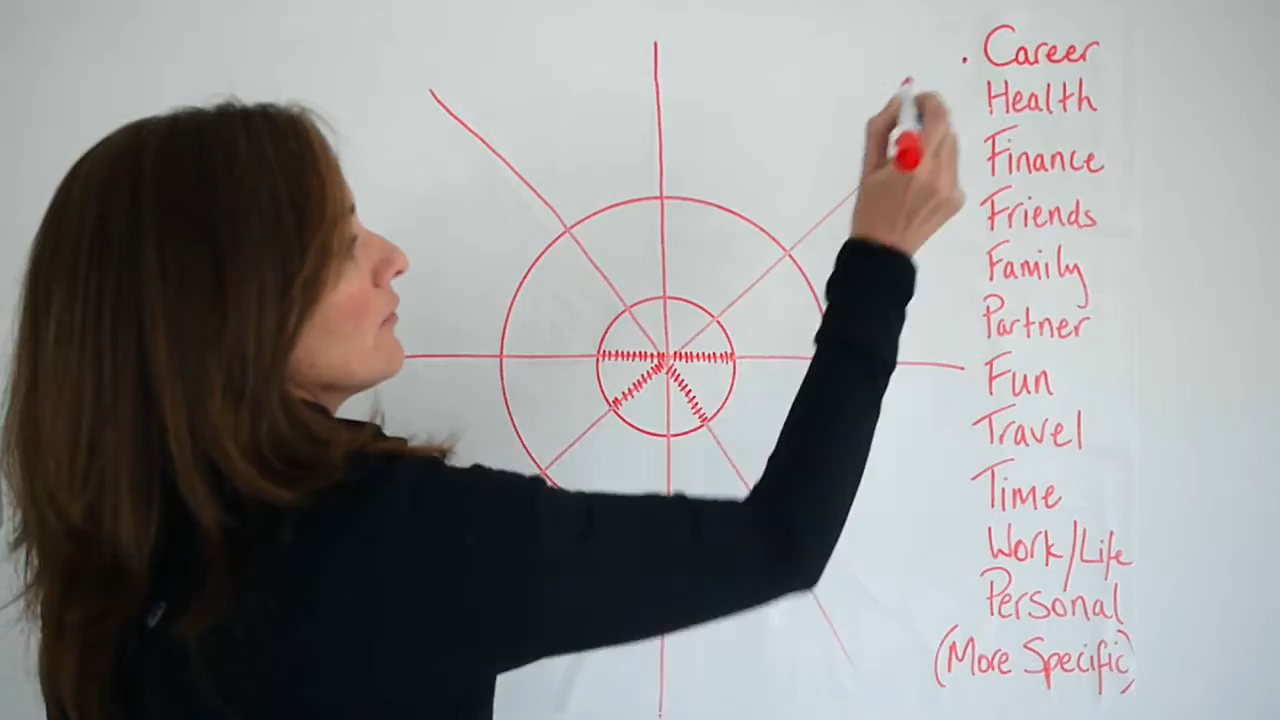 . Career
Health
Finance
Friends
Family
Partner
Fun
Travel
Time
Work/Life
Personal
(More Specific)